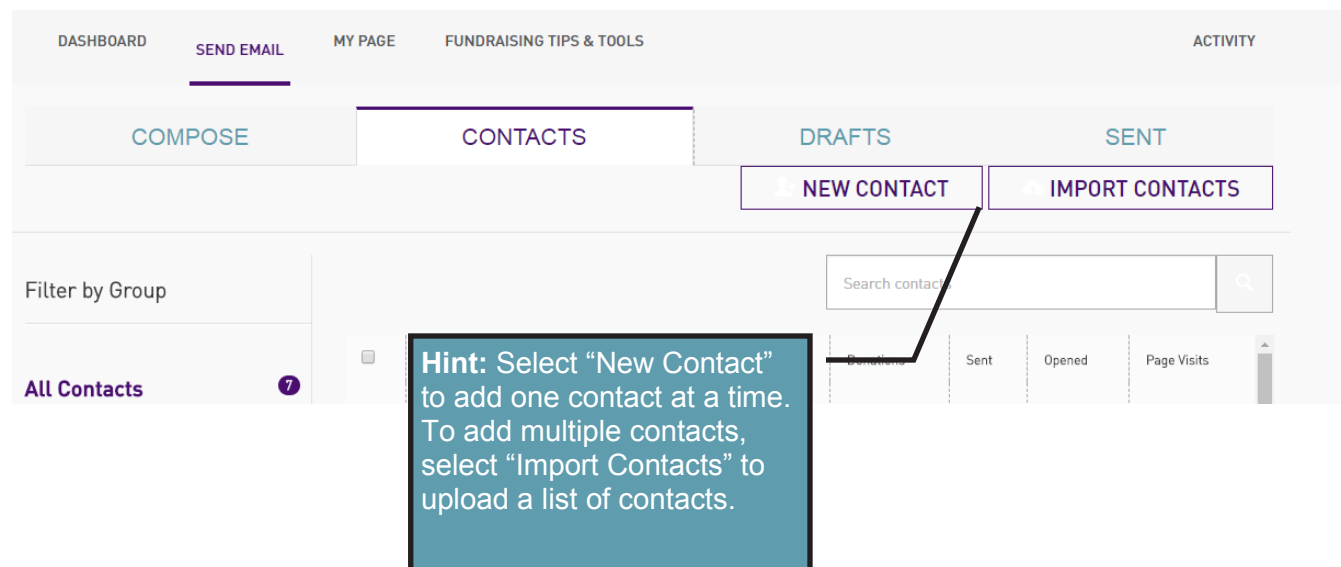 DASHBOARD SEND EMAIL MY PAGE FUNDRAISING TIPS & TOOLS ACTIVITY
COMPOSE CONTACTS DRAFTS SENT
NEW CONTACT IMPORT CONTACTS
Filter by Group
Search contacts
Donations Sent Opened Page Visits
All Contacts 7
Hint: Select “New Contact”
to add one contact at a time.
To add multiple contacts,
select “Import Contacts” to
upload a list of contacts.